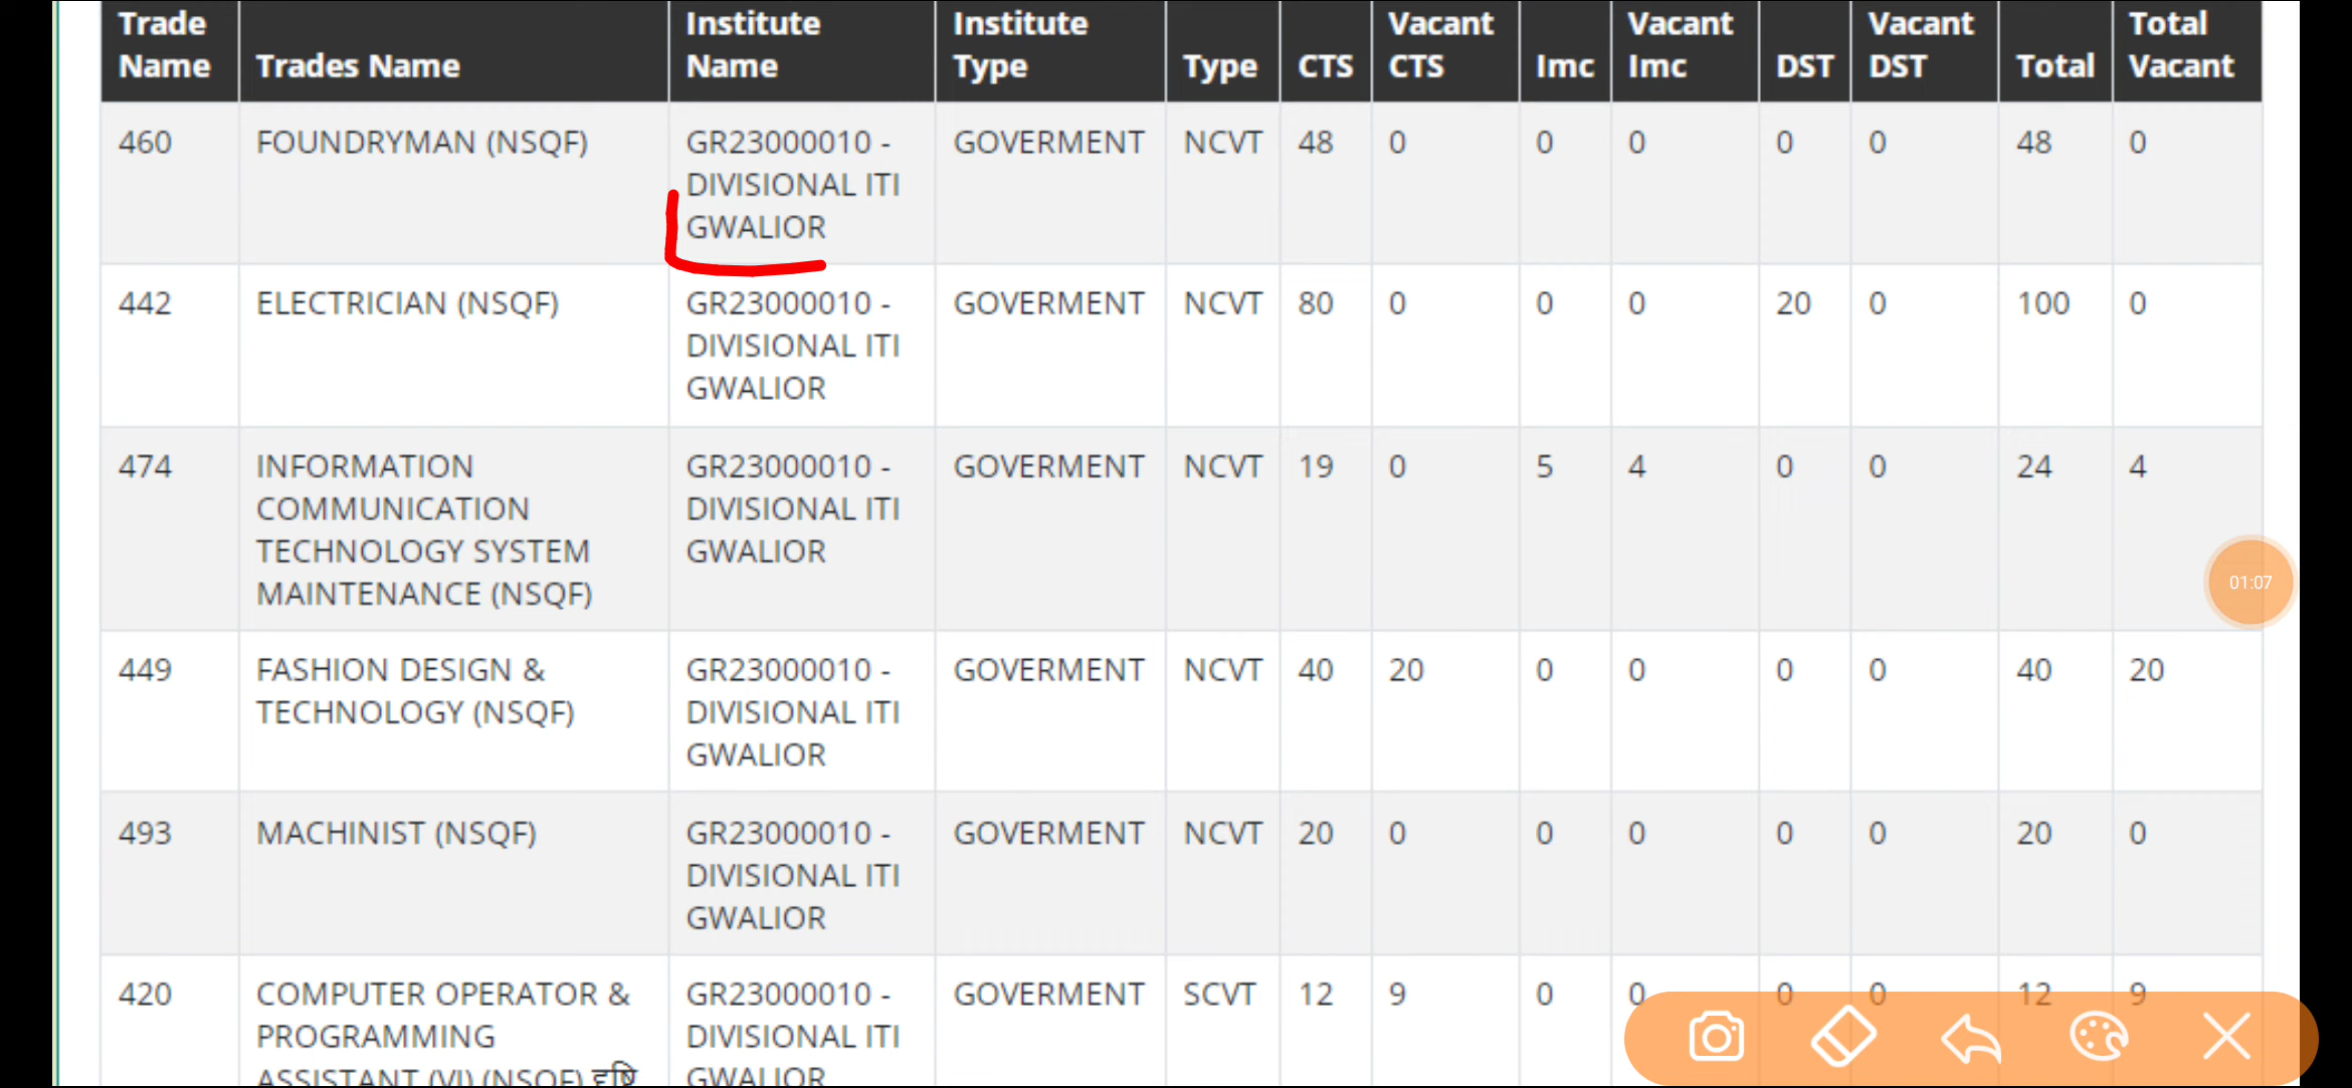 Trade Name | Trades Name | Institute Name | Institute Type | Type | CTS | Vacant CTS | Imc | Vacant Imc | DST | Vacant DST | Total | Total Vacant
460 | FOUNDRYMAN (NSQF) | GR23000010 - DIVISIONAL ITI GWALIOR | GOVERMENT | NCVT | 48 | 0 | 0 | 0 | 0 | 0 | 48 | 0
442 | ELECTRICIAN (NSQF) | GR23000010 - DIVISIONAL ITI GWALIOR | GOVERMENT | NCVT | 80 | 0 | 0 | 0 | 20 | 0 | 100 | 0
474 | INFORMATION COMMUNICATION TECHNOLOGY SYSTEM MAINTENANCE (NSQF) | GR23000010 - DIVISIONAL ITI GWALIOR | GOVERMENT | NCVT | 19 | 0 | 5 | 4 | 0 | 0 | 24 | 4
01:07
449 | FASHION DESIGN & TECHNOLOGY (NSQF) | GR23000010 - DIVISIONAL ITI GWALIOR | GOVERMENT | NCVT | 40 | 20 | 0 | 0 | 0 | 0 | 40 | 20
493 | MACHINIST (NSQF) | GR23000010 - DIVISIONAL ITI GWALIOR | GOVERMENT | NCVT | 20 | 0 | 0 | 0 | 0 | 0 | 20 | 0
420 | COMPUTER OPERATOR & PROGRAMMING ASSISTANT (VI) (NSQF) | GR23000010 - DIVISIONAL ITI GWALIOR | GOVERMENT | SCVT | 12 | 9 | 0 | 0 | 0 | 0 | 12 | 9